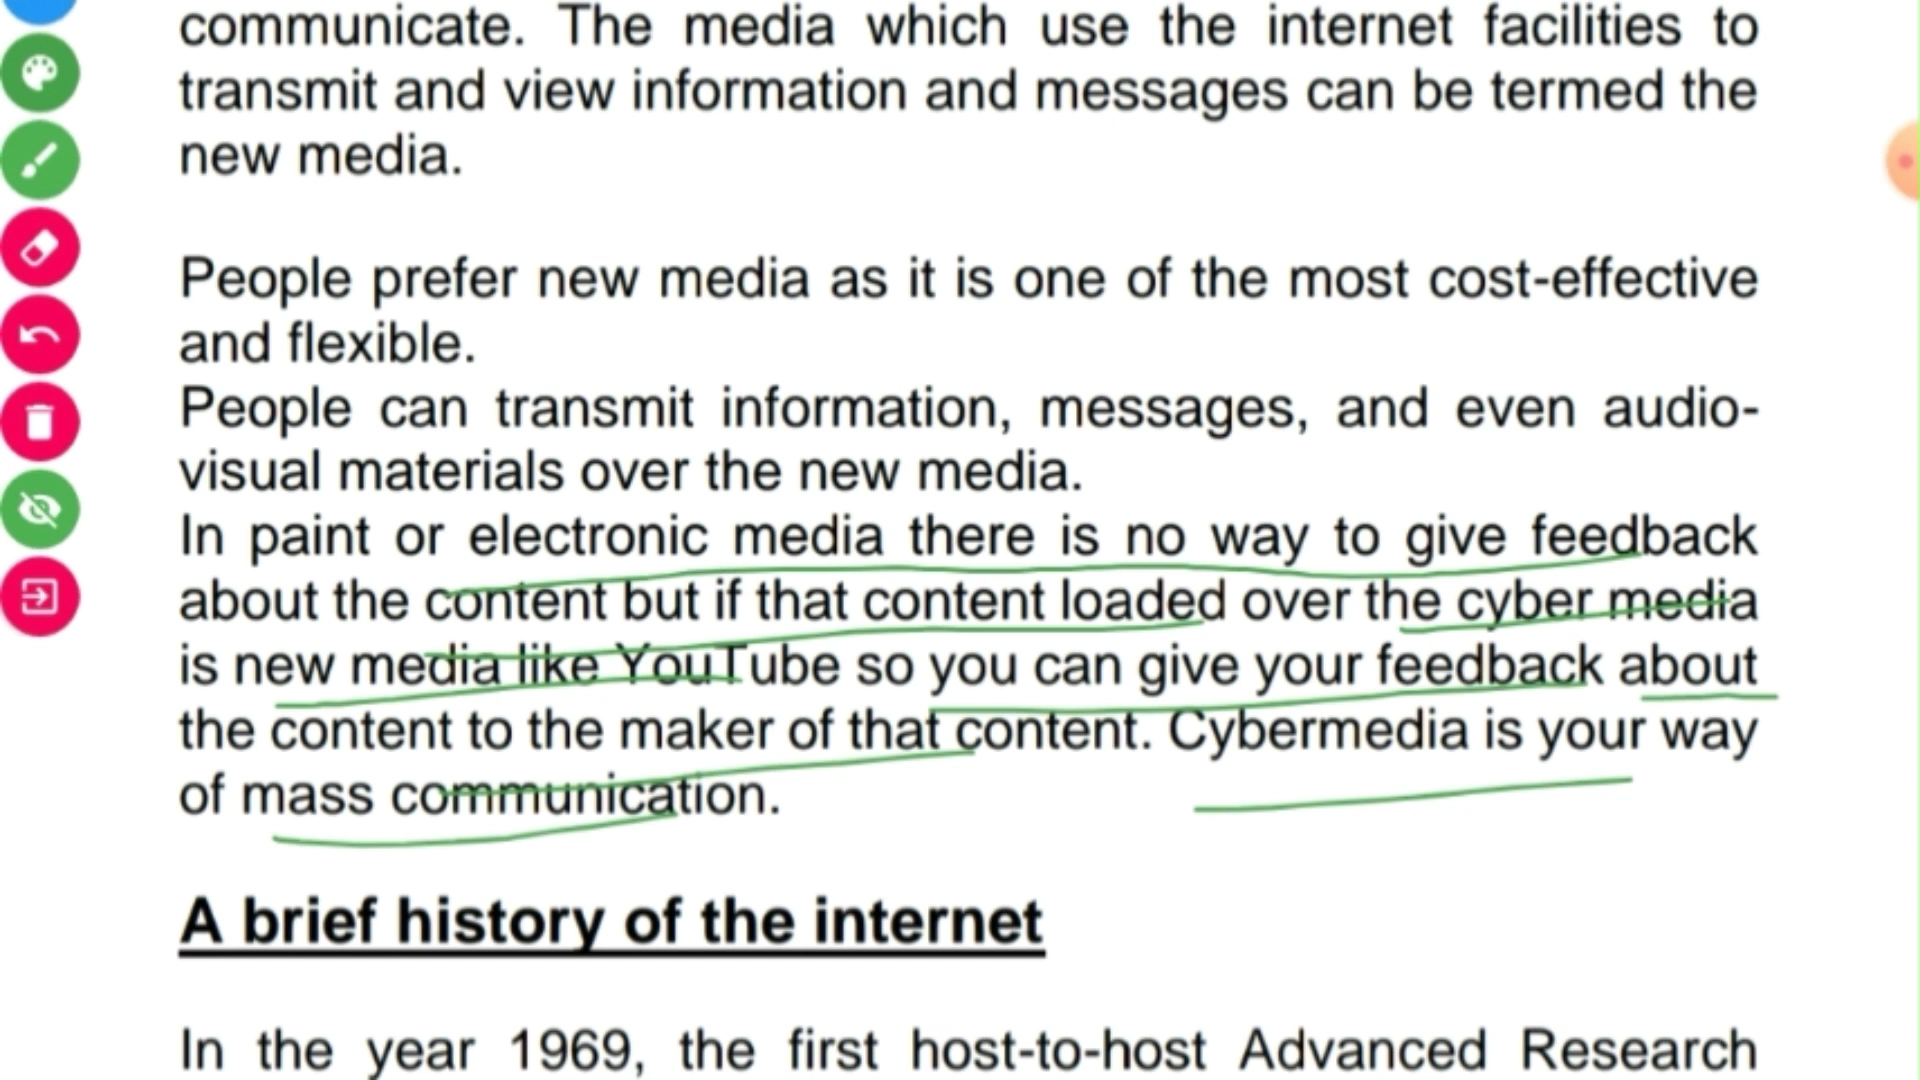 communicate. The media which use the internet facilities to
transmit and view information and messages can be termed the
new media.
People prefer new media as it is one of the most cost-effective
and flexible.
People can transmit information, messages, and even audio-
visual materials over the new media.
In paint or electronic media there is no way to give feedback
about the content but if that content loaded over the cyber media
is new media like YouTube so you can give your feedback about
the content to the maker of that content. Cybermedia is your way
of mass communication.
A brief history of the internet
In the year 1969, the first host-to-host Advanced Research